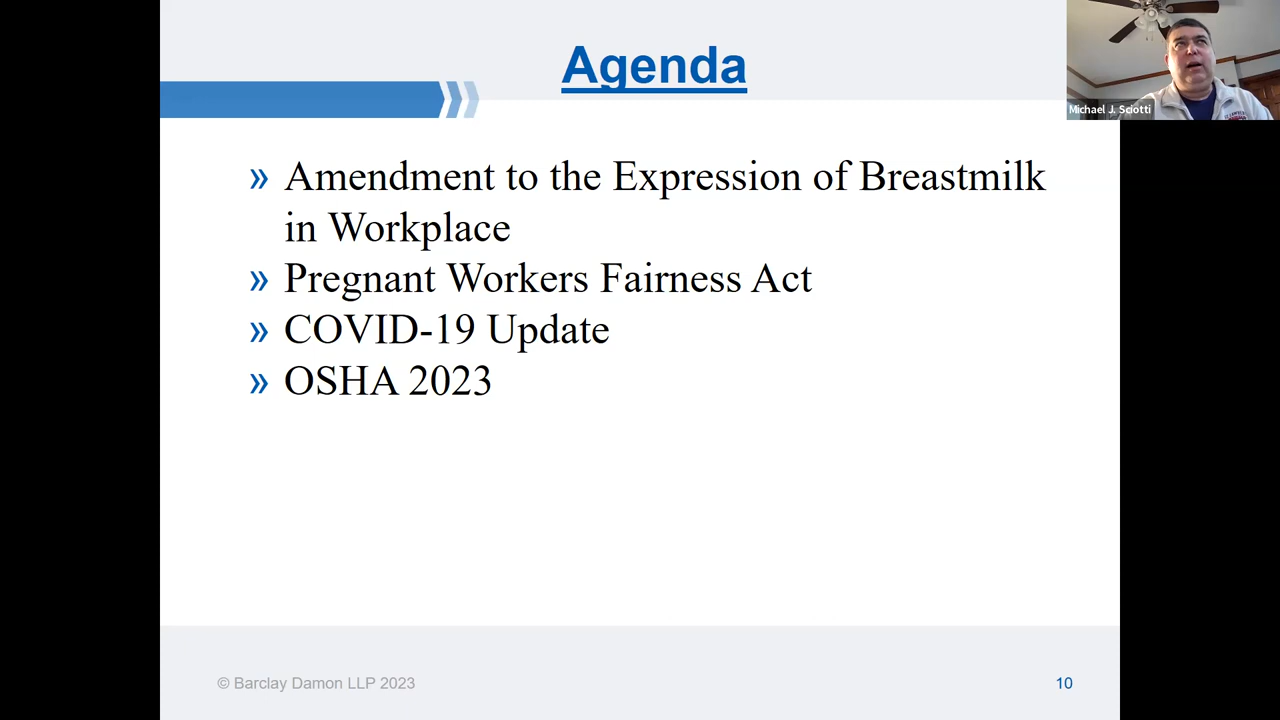 Agenda
Michael J. Sciotti
» Amendment to the Expression of Breastmilk
in Workplace
» Pregnant Workers Fairness Act
» COVID-19 Update
» OSHA 2023
© Barclay Damon LLP 2023
10